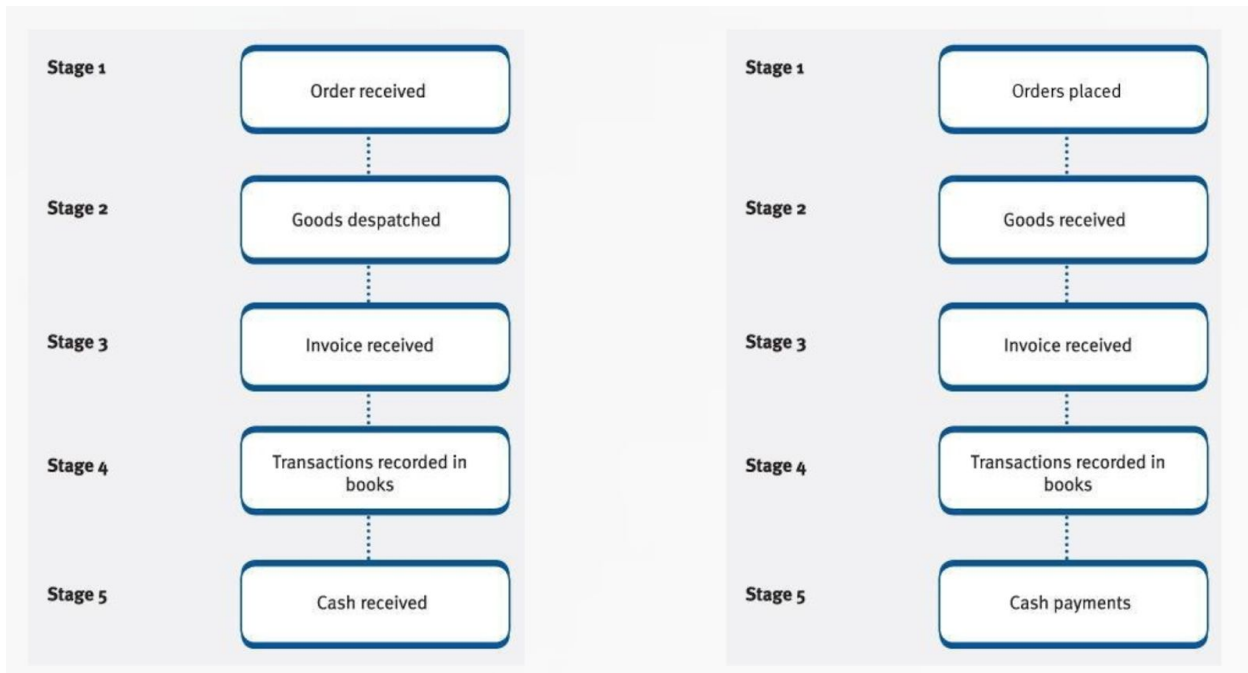 Stage 1
Order received
Stage 2
Goods despatched
Stage 3
Invoice received
Stage 4
Transactions recorded in
books
Stage 5
Cash received
Stage 1
Orders placed
Stage 2
Goods received
Stage 3
Invoice received
Stage 4
Transactions recorded in
books
Stage 5
Cash payments